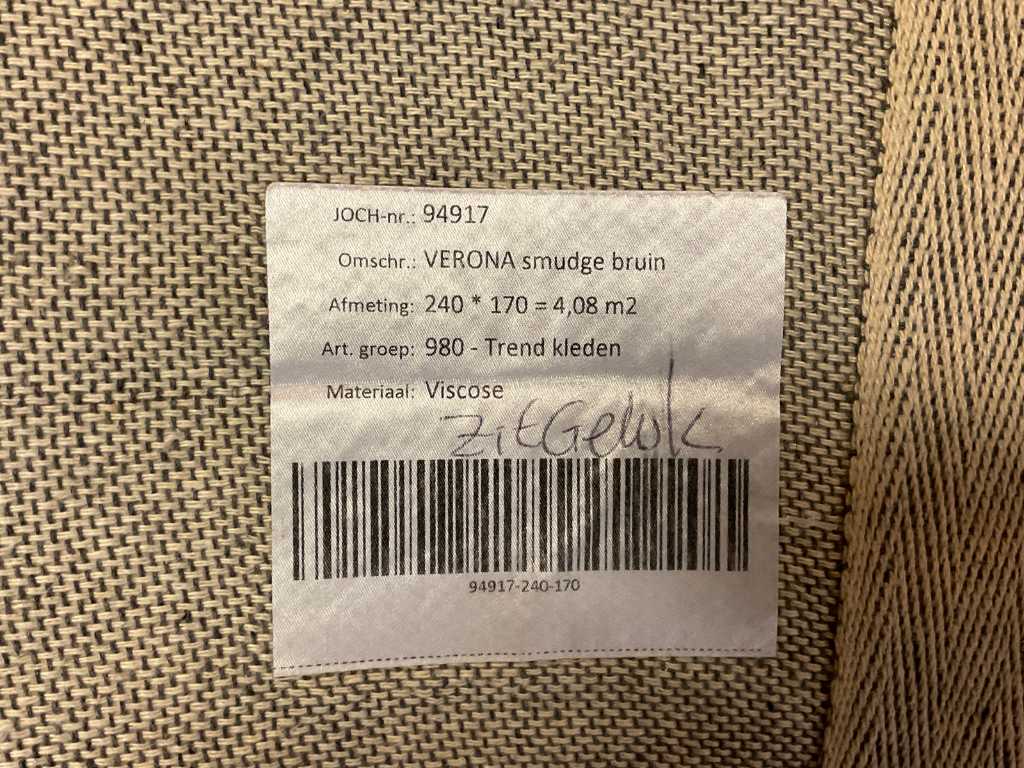 JOCH-nr.: 94917
Omschr.: VERONA smudge bruin
Afmeting: 240 * 170 = 4,08 m2
Art. groep: 980 - Trend kleden
Materiaal: Viscose
zitGeluk
94917-240-170